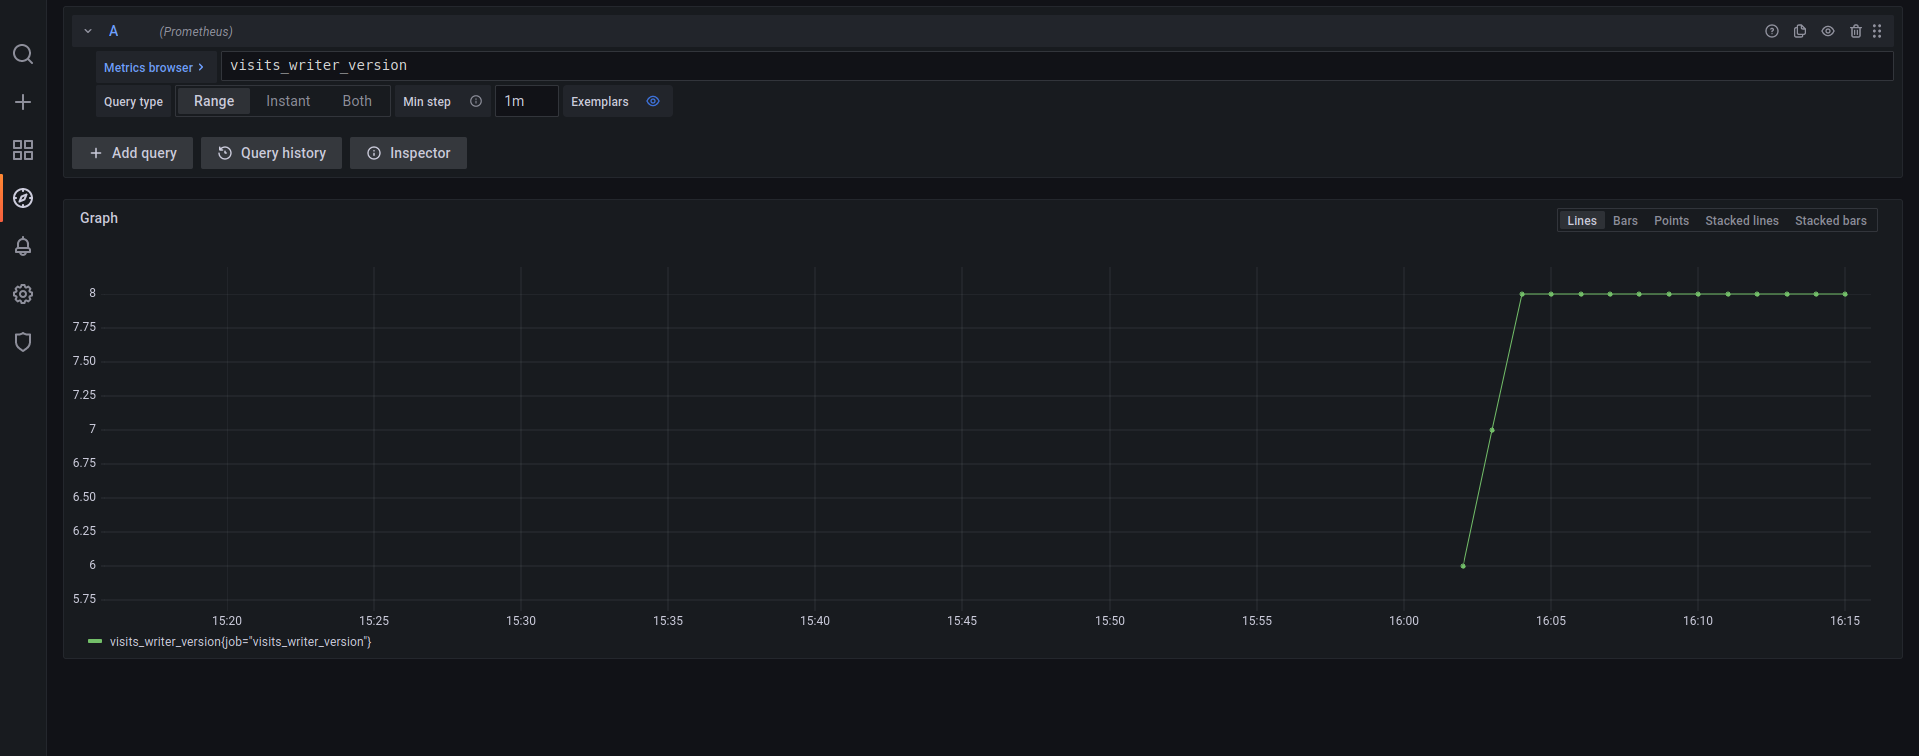 A (Prometheus)
Metrics browser > visits_writer_version
Query type Range Instant Both Min step 1m Exemplars
+ Add query Query history Inspector
Graph Lines Bars Points Stacked lines Stacked bars
8
7.75
7.50
7.25
7
6.75
6.50
6.25
6
5.75
15:20 15:25 15:30 15:35 15:40 15:45 15:50 15:55 16:00 16:05 16:10 16:15
visits_writer_version{job="visits_writer_version"}